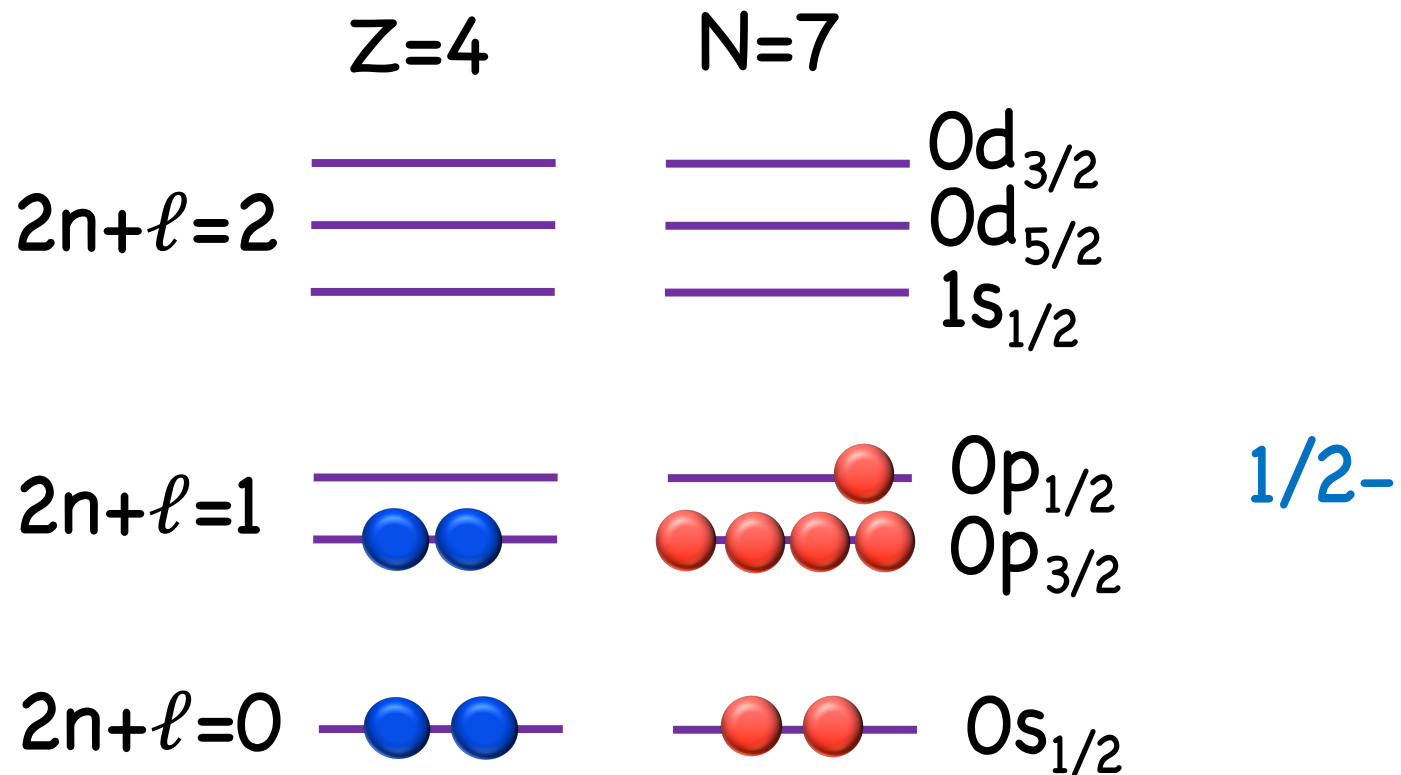 Z=4 N=7
0d3/2
2n+ℓ=2 0d5/2
1s1/2
0p1/2 1/2-
2n+ℓ=1 0p3/2
2n+ℓ=0 0s1/2